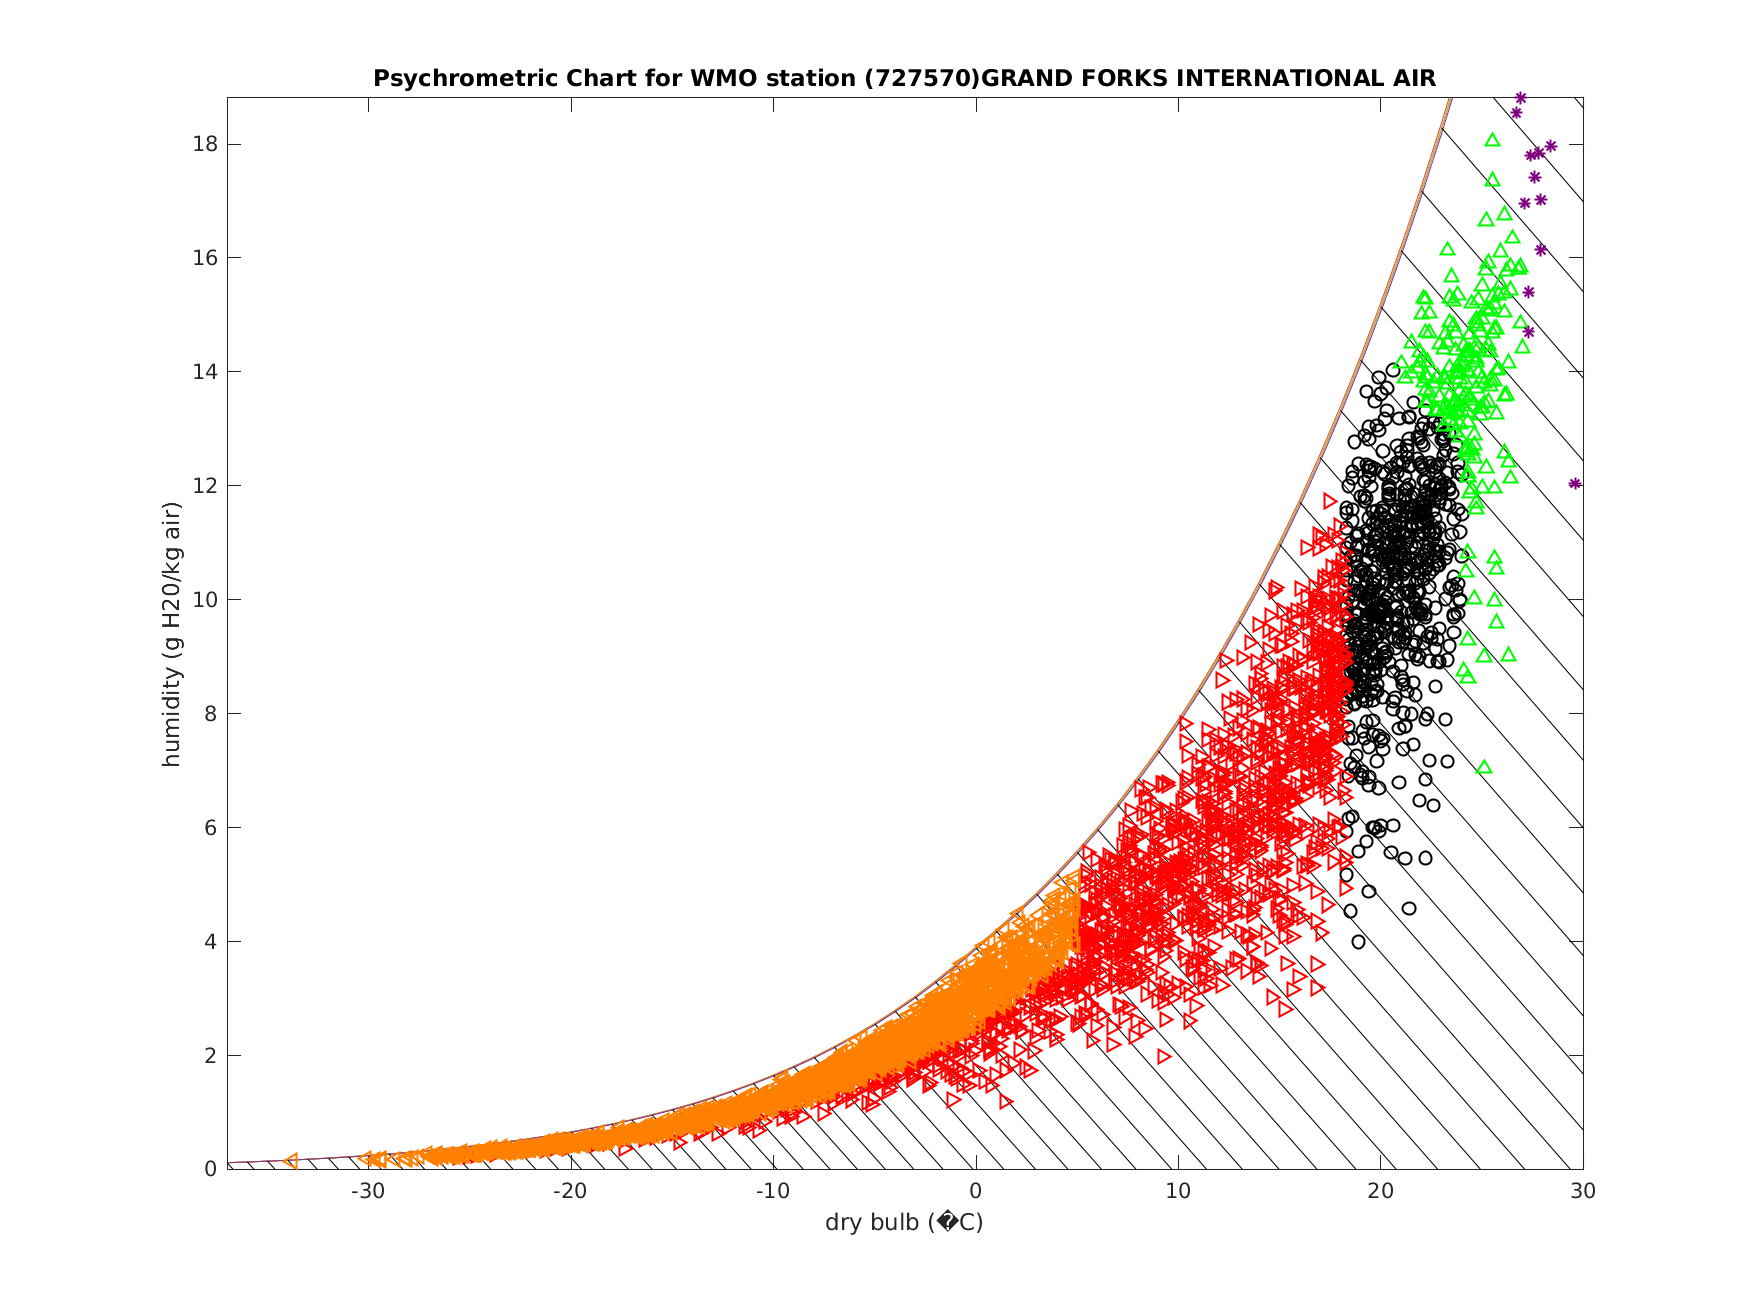 Psychrometric Chart for WMO station (727570)GRAND FORKS INTERNATIONAL AIR
18
16
14
12
10
8
6
4
2
0
humidity (g H20/kg air)
-30 -20 -10 0 10 20 30
dry bulb (�C)